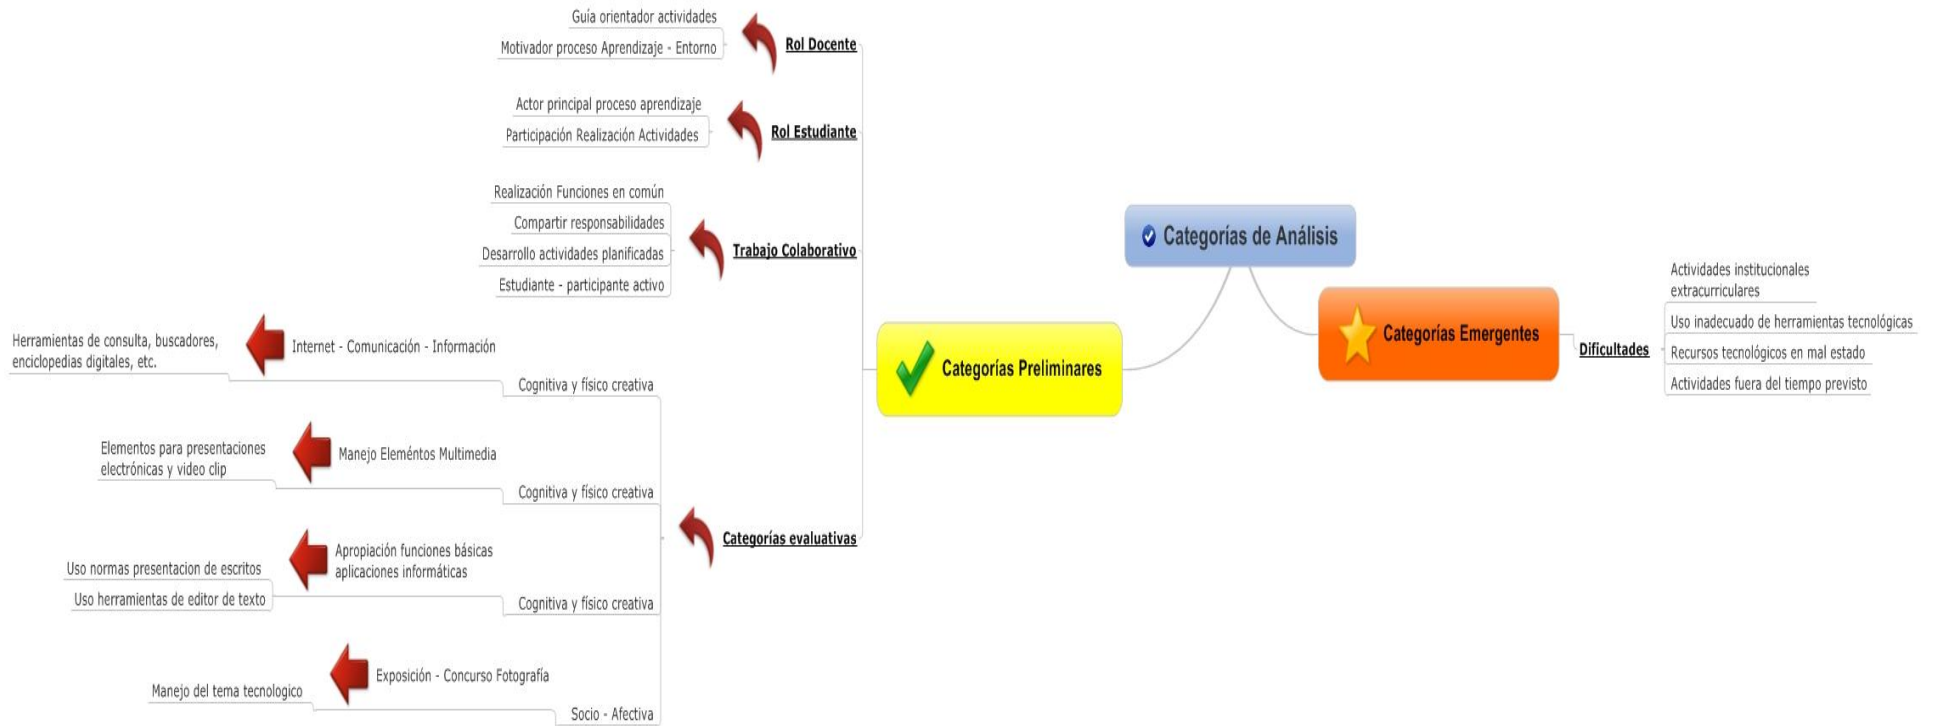 Guía orientador actividades
Motivador proceso Aprendizaje - Entorno
Rol Docente
Actor principal proceso aprendizaje
Participación Realización Actividades
Rol Estudiante
Realización Funciones en común
Compartir responsabilidades
Desarrollo actividades planificadas
Estudiante - participante activo
Trabajo Colaborativo
Herramientas de consulta, buscadores,
enciclopedias digitales, etc.
Internet - Comunicación - Información
Cognitiva y físico creativa
Elementos para presentaciones
electrónicas y video clip
Manejo Eleméntos Multimedia
Cognitiva y físico creativa
Uso normas presentacion de escritos
Uso herramientas de editor de texto
Apropiación funciones básicas
aplicaciones informáticas
Cognitiva y físico creativa
Manejo del tema tecnologico
Exposición - Concurso Fotografía
Socio - Afectiva
Categorías evaluativas
Categorías Preliminares
Categorías de Análisis
Categorías Emergentes
Dificultades
Actividades institucionales
extracurriculares
Uso inadecuado de herramientas tecnológicas
Recursos tecnológicos en mal estado
Actividades fuera del tiempo previsto